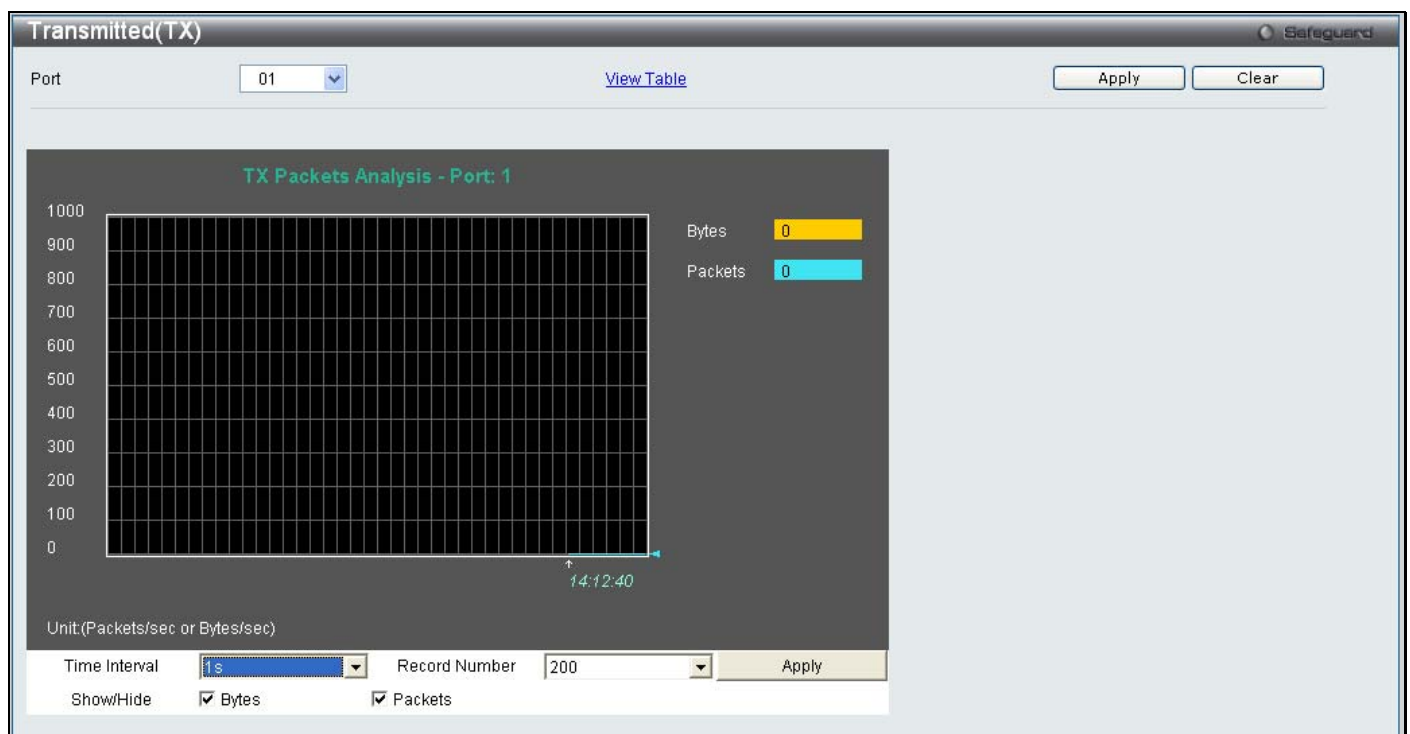 Transmitted(TX)
Safeguard
Port 01 View Table Apply Clear
TX Packets Analysis - Port: 1
1000
900
800
700
600
500
400
300
200
100
0
Bytes 0
Packets 0
14:12:40
Unit:(Packets/sec or Bytes/sec)
Time Interval 1s Record Number 200 Apply
Show/Hide Bytes Packets